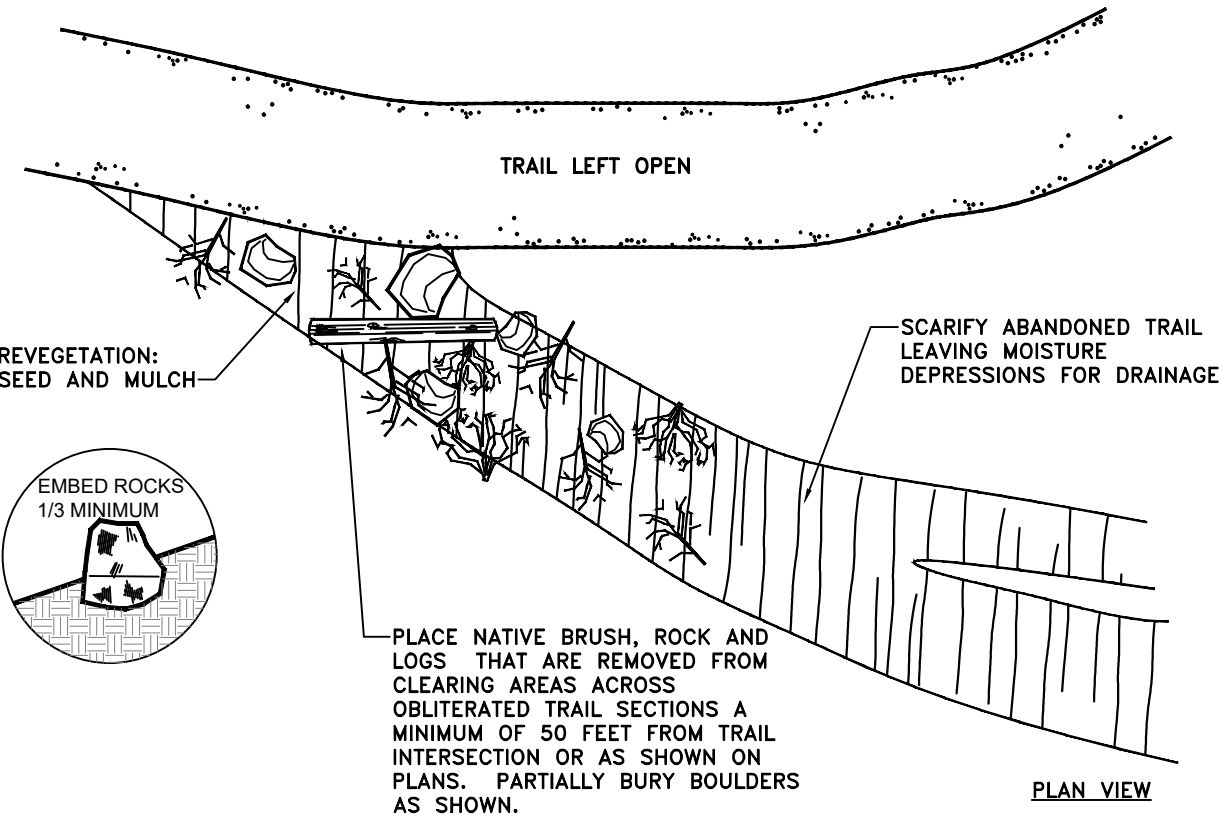 TRAIL LEFT OPEN
REVEGETATION:
SEED AND MULCH
SCARIFY ABANDONED TRAIL
LEAVING MOISTURE
DEPRESSIONS FOR DRAINAGE
EMBED ROCKS
1/3 MINIMUM
PLACE NATIVE BRUSH, ROCK AND
LOGS THAT ARE REMOVED FROM
CLEARING AREAS ACROSS
OBLITERATED TRAIL SECTIONS A
MINIMUM OF 50 FEET FROM TRAIL
INTERSECTION OR AS SHOWN ON
PLANS. PARTIALLY BURY BOULDERS
AS SHOWN.
PLAN VIEW